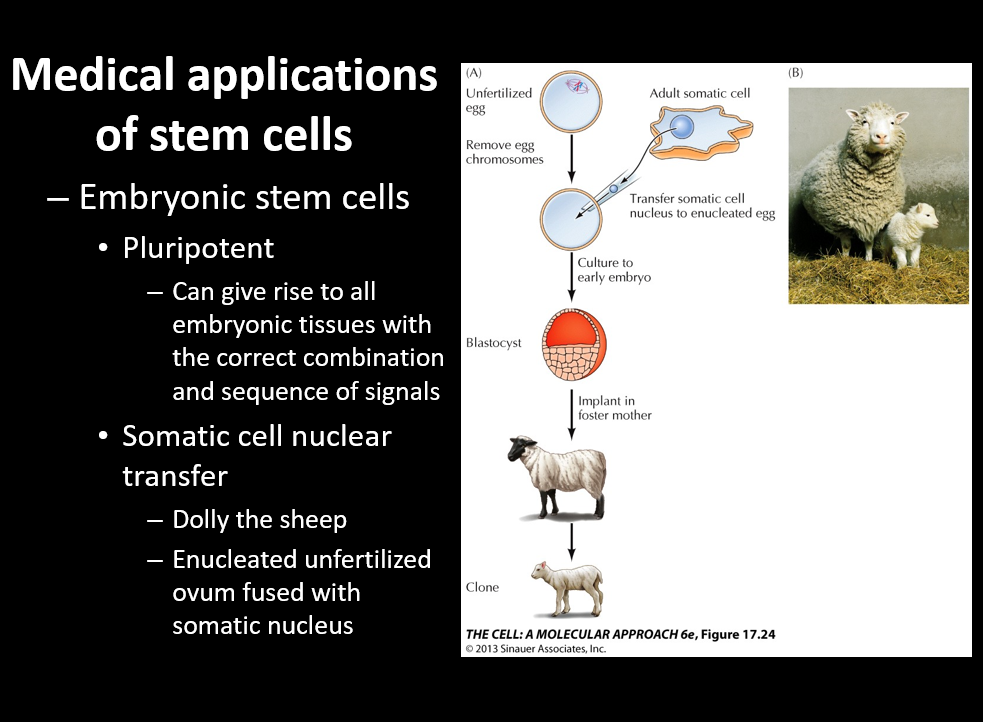 Medical applications
of stem cells
– Embryonic stem cells
• Pluripotent
– Can give rise to all
embryonic tissues with
the correct combination
and sequence of signals
• Somatic cell nuclear
transfer
– Dolly the sheep
– Enucleated unfertilized
ovum fused with
somatic nucleus
(A)
Unfertilized
egg
Adult somatic cell
Remove egg
chromosomes
Transfer somatic cell
nucleus to enucleated egg
Culture to
early embryo
Blastocyst
Implant in
foster mother
Clone
(B)
THE CELL: A MOLECULAR APPROACH 6e, Figure 17.24
© 2013 Sinauer Associates, Inc.